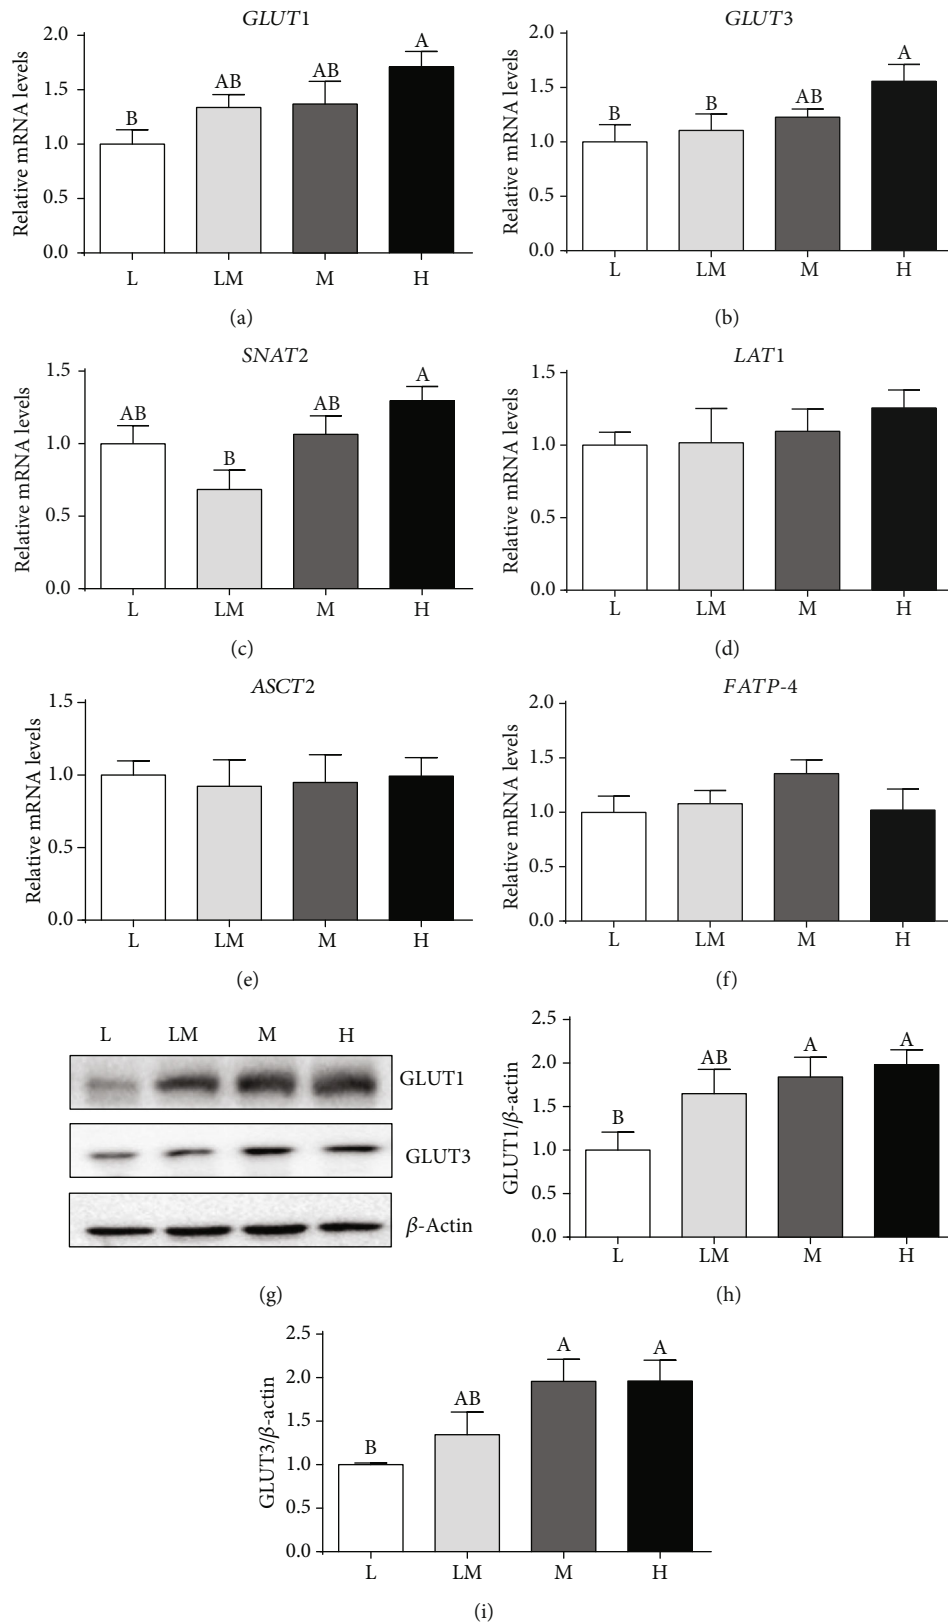 GLUT1
Relative mRNA levels
2.0
1.5
1.0
0.5
0.0
B
AB
AB
A
L LM M H
(a)
GLUT3
Relative mRNA levels
2.0
1.5
1.0
0.5
0.0
B
B
AB
A
L LM M H
(b)
SNAT2
Relative mRNA levels
1.5
1.0
0.5
0.0
AB
B
AB
A
L LM M H
(c)
LAT1
Relative mRNA levels
1.5
1.0
0.5
0.0
L LM M H
(d)
ASCT2
Relative mRNA levels
1.5
1.0
0.5
0.0
L LM M H
(e)
FATP-4
Relative mRNA levels
2.0
1.5
1.0
0.5
0.0
L LM M H
(f)
L LM M H
GLUT1
GLUT3
β-Actin
(g)
GLUT1/β-actin
2.5
2.0
1.5
1.0
0.5
0.0
B
AB
A
A
L LM M H
(h)
GLUT3/β-actin
2.5
2.0
1.5
1.0
0.5
0.0
B
AB
A
A
L LM M H
(i)